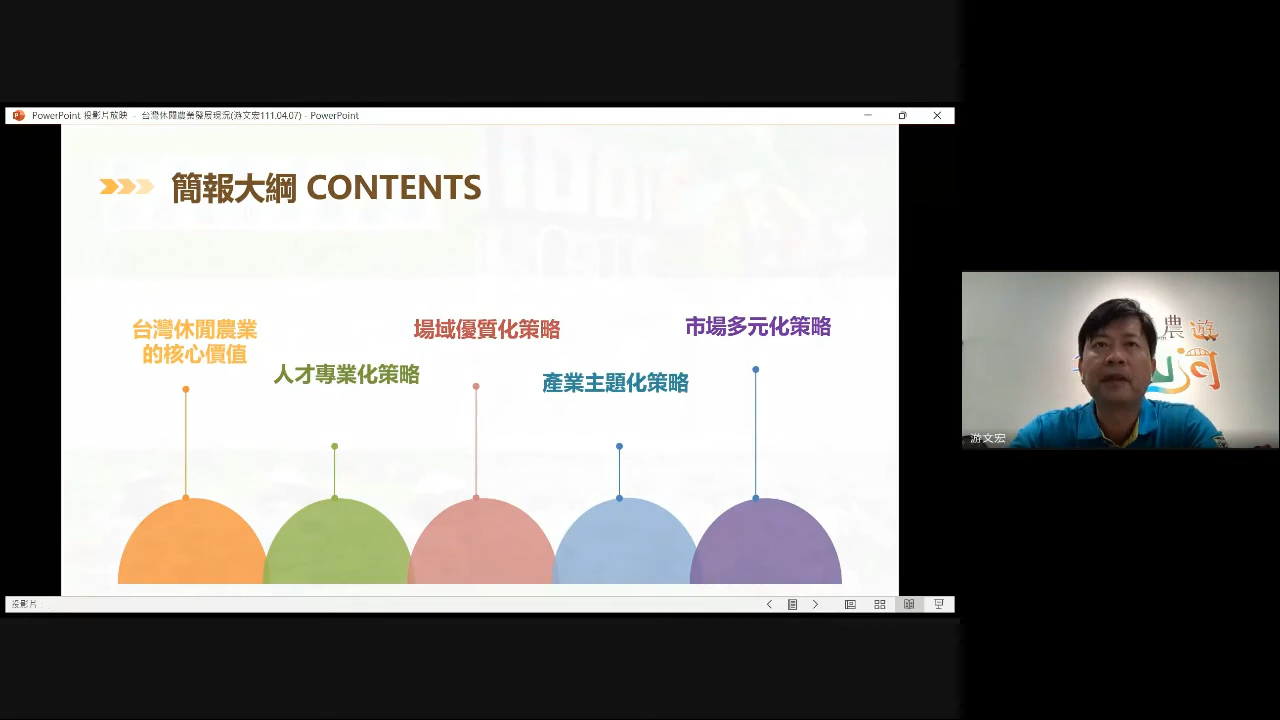 PowerPoint 投影片放映 - 台灣休閒農業發展現況(游文宏111.04.07) - PowerPoint
簡報大綱 CONTENTS
台灣休閒農業
的核心價值
人才專業化策略
場域優質化策略
產業主題化策略
市場多元化策略
投影片
農遊
河
游文宏